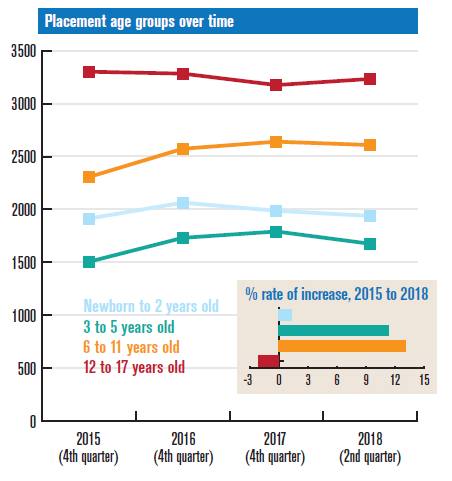 Placement age groups over time
3500
3000
2500
2000
1500
1000
500
0
Newborn to 2 years old
3 to 5 years old
6 to 11 years old
12 to 17 years old
% rate of increase, 2015 to 2018
-3 0 3 6 9 12 15
2015 2016 2017 2018
(4th quarter) (4th quarter) (4th quarter) (2nd quarter)